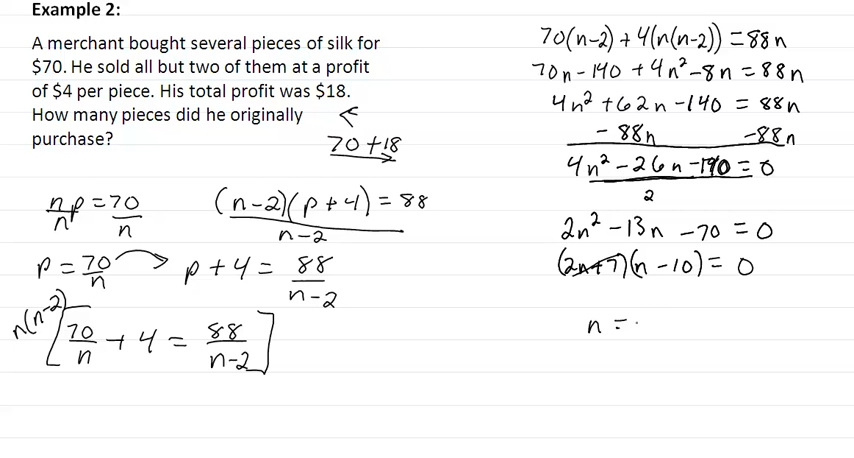 Example 2:
A merchant bought several pieces of silk for
$70. He sold all but two of them at a profit
of $4 per piece. His total profit was $18.
How many pieces did he originally
purchase?
70 + 18
np/n = 70/n
(n-2)(p+4) = 88
n-2
p = 70/n
p + 4 = 88/(n-2)
n(n-2) [70/n + 4 = 88/(n-2)]
70(n-2) + 4(n(n-2)) = 88n
70n - 140 + 4n² - 8n = 88n
4n² + 62n - 140 = 88n
- 88n -88n
4n² - 26n - 140 = 0
2
2n² - 13n - 70 = 0
(2n+7)(n - 10) = 0
n =